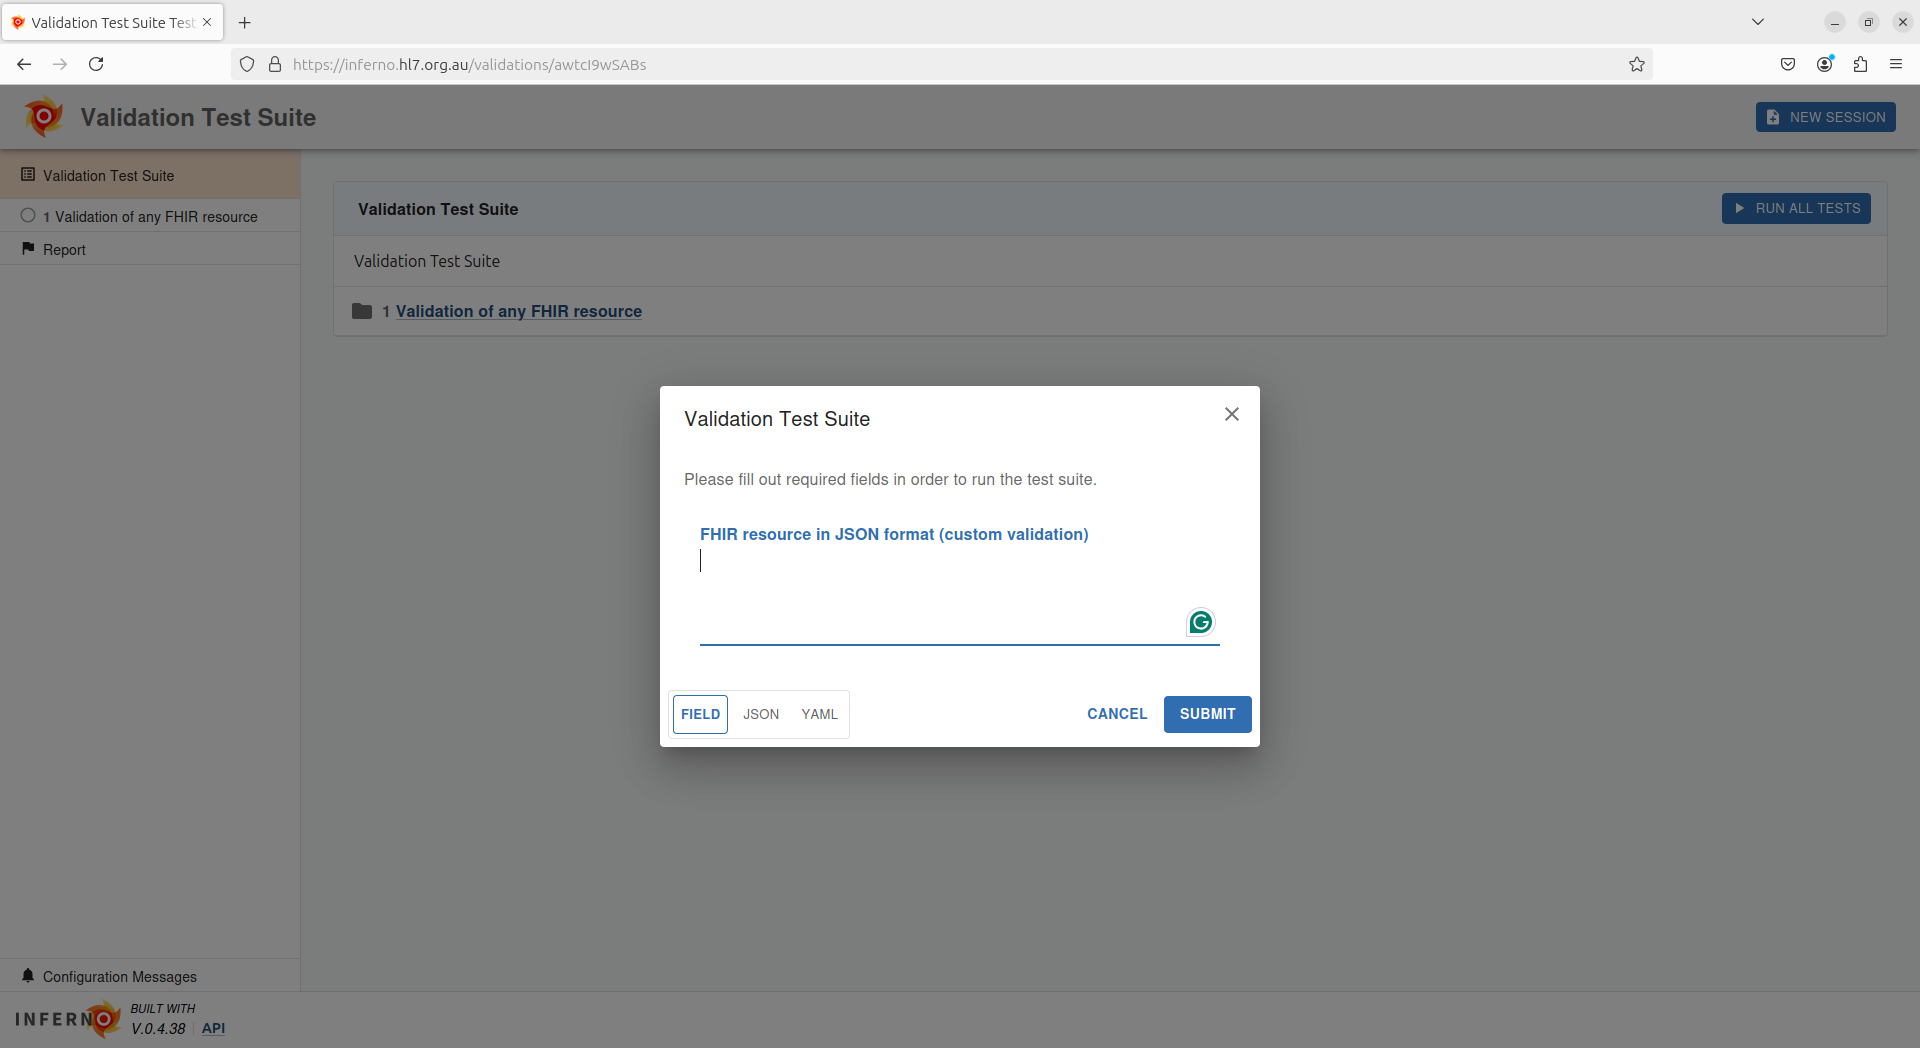 Validation Test Suite Test
https://inferno.hl7.org.au/validations/awtcI9wSABs
Validation Test Suite
NEW SESSION
Validation Test Suite
1 Validation of any FHIR resource
Report
Validation Test Suite
RUN ALL TESTS
Validation Test Suite
1 Validation of any FHIR resource
Validation Test Suite
Please fill out required fields in order to run the test suite.
FHIR resource in JSON format (custom validation)
FIELD JSON YAML
CANCEL SUBMIT
Configuration Messages
INFERNO
BUILT WITH
V.0.4.38 API